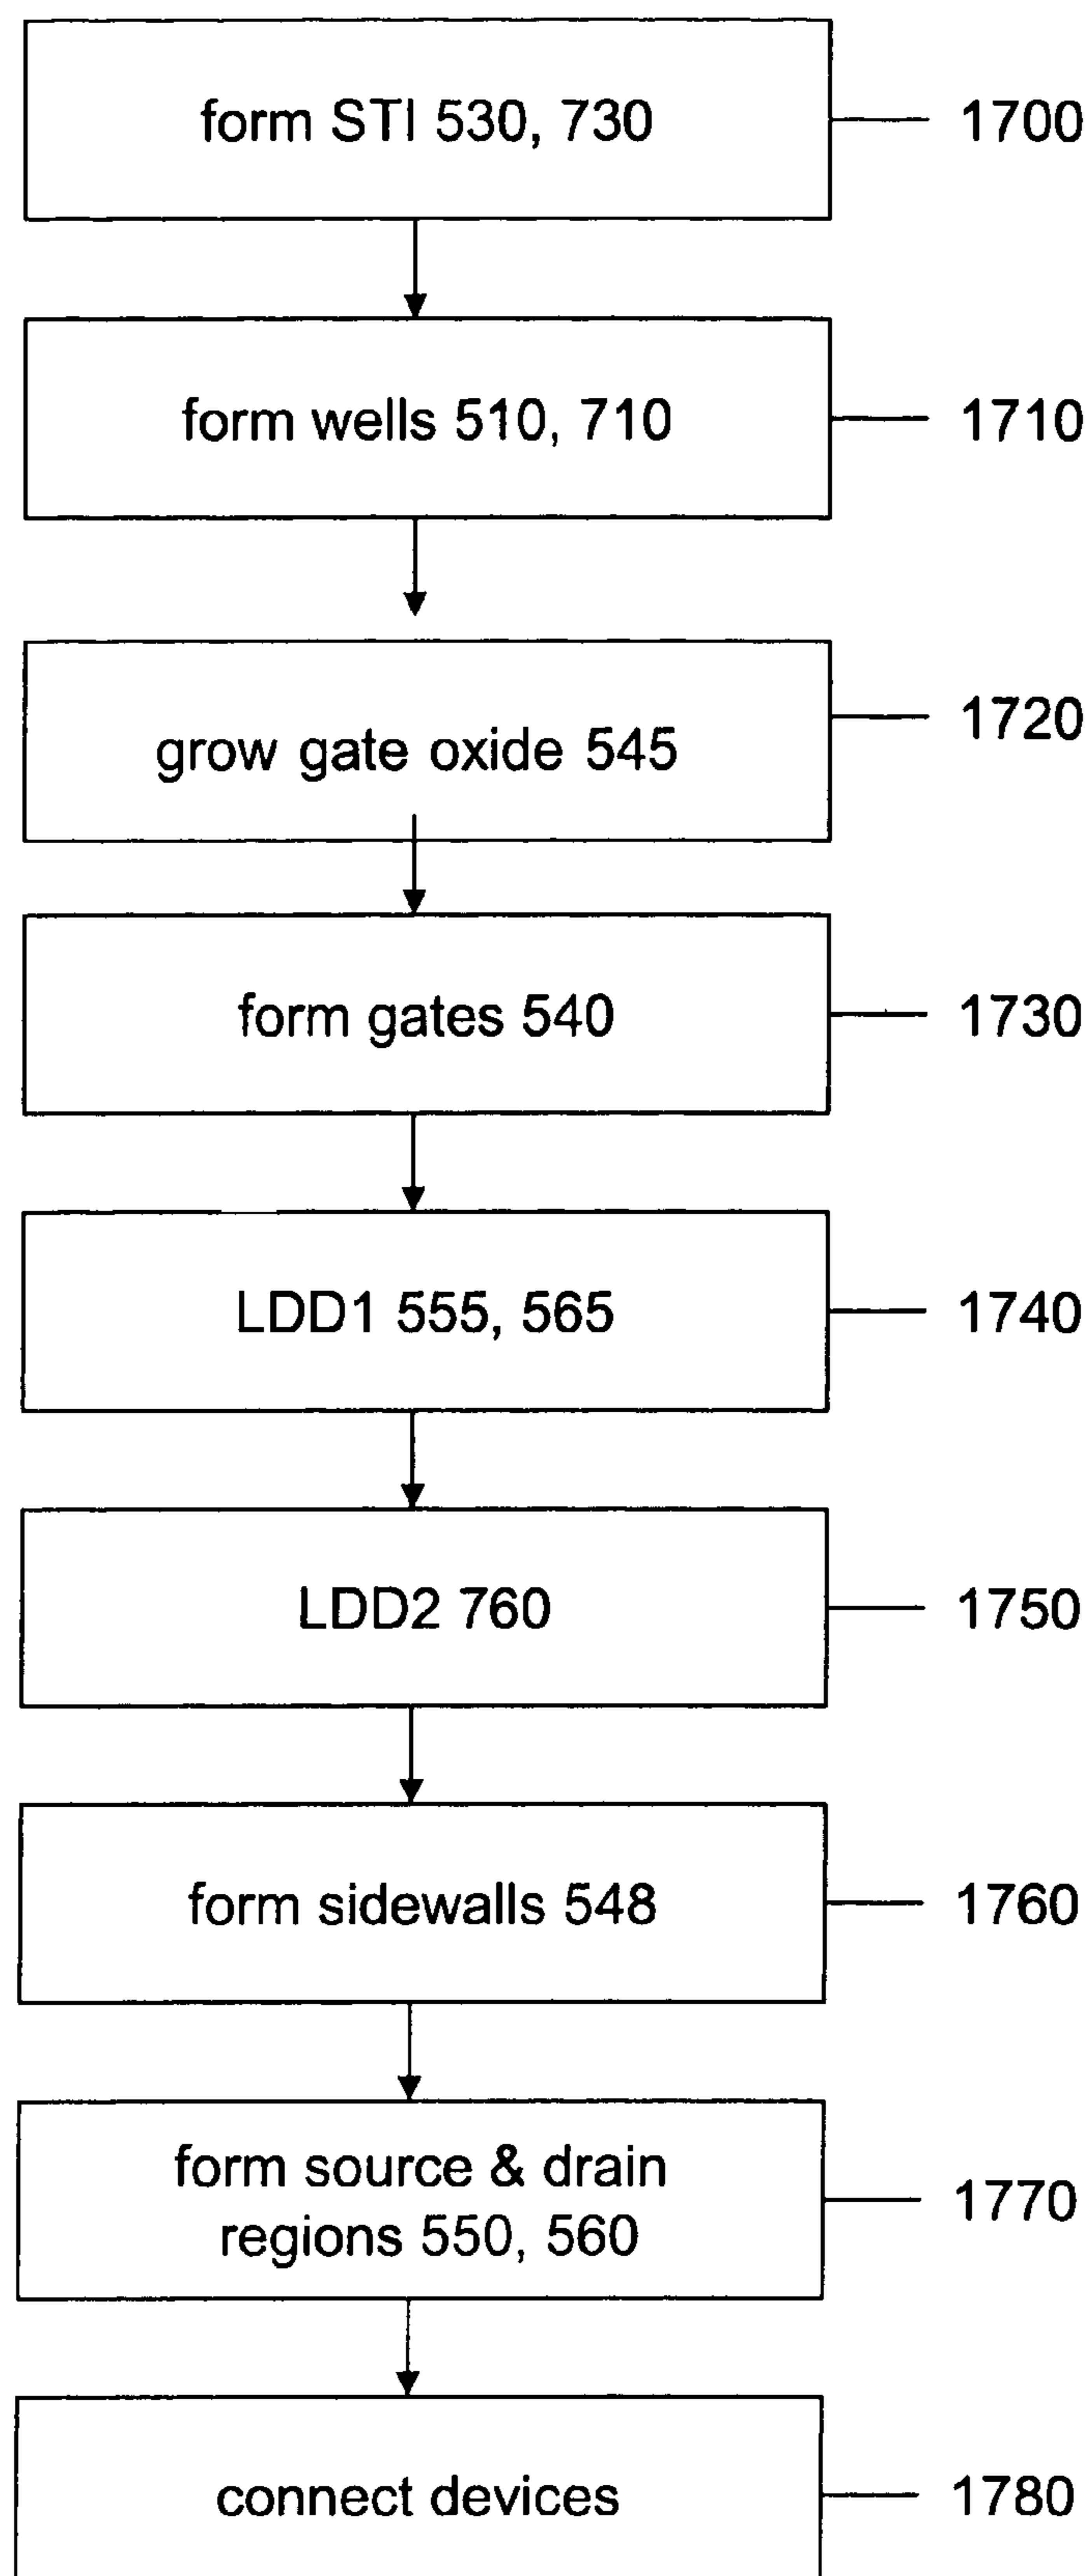 form STI 530, 730
1700
form wells 510, 710
1710
grow gate oxide 545
1720
form gates 540
1730
LDD1 555, 565
1740
LDD2 760
1750
form sidewalls 548
1760
form source & drain
regions 550, 560
1770
connect devices
1780